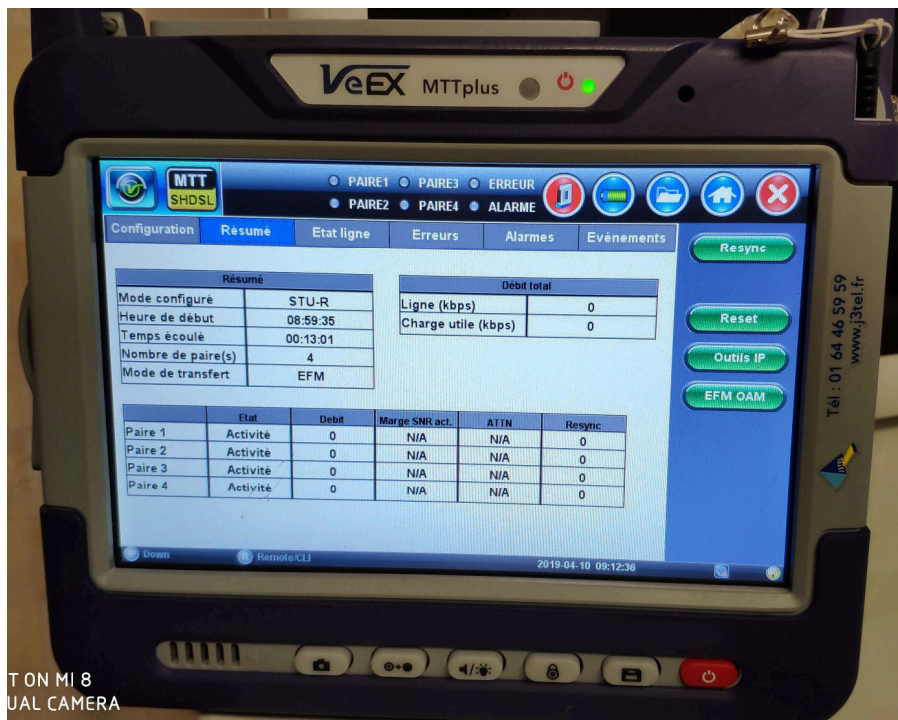 VeEX MTTplus
MTT
SHDSL
PAIRE1 PAIRE3 ERREUR
PAIRE2 PAIRE4 ALARME
Configuration Résumé Etat ligne Erreurs Alarmes Evénements
Resync
Reset
Outils IP
EFM OAM
Résumé
Mode configuré STU-R
Heure de début 08:59:35
Temps écoulé 00:13:01
Nombre de paire(s) 4
Mode de transfert EFM
Débit total
Ligne (kbps) 0
Charge utile (kbps) 0
Etat Debit Marge SNR act. ATTN Resync
Paire 1 Activité 0 N/A N/A 0
Paire 2 Activité 0 N/A N/A 0
Paire 3 Activité 0 N/A N/A 0
Paire 4 Activité 0 N/A N/A 0
Down Remote/CLI 2019-04-10 09:12:36
Tél : 01 64 46 59 59
www.j3tel.fr
T ON MI 8
UAL CAMERA